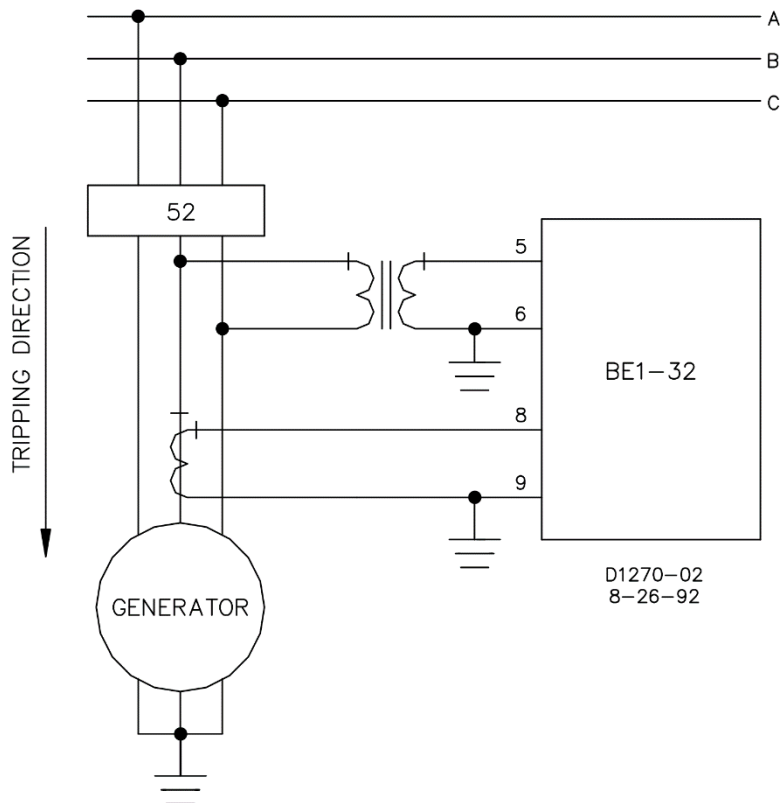 A
B
C
52
5
6
BE1-32
8
9
TRIPPING DIRECTION
GENERATOR
D1270-02
8-26-92